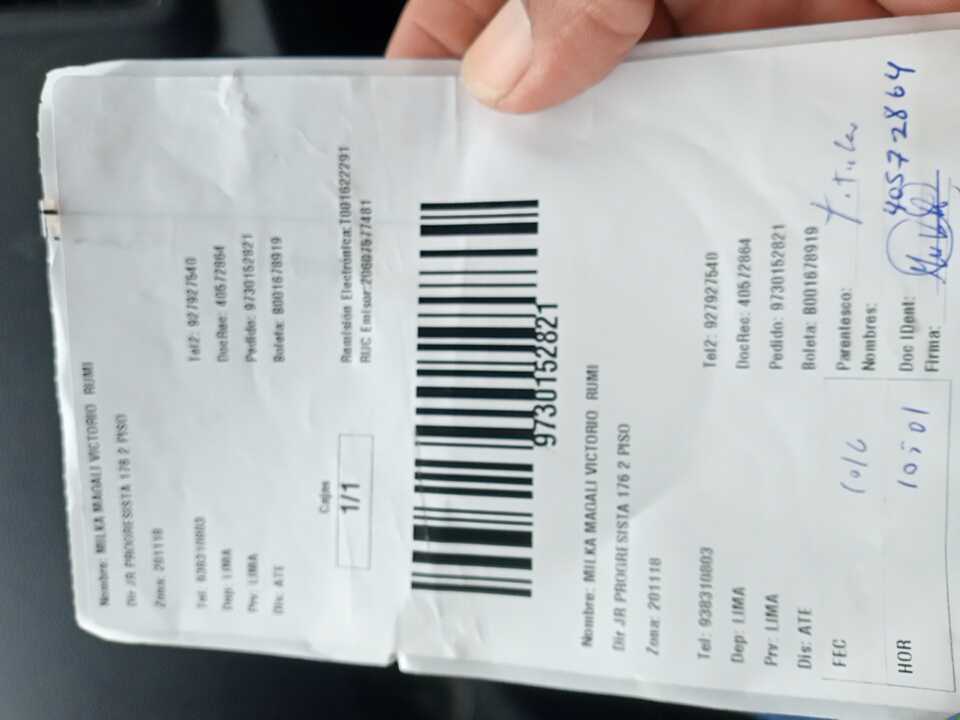 Nombre: MILKA MAGALI VICTORIO RUMI
Dir JR PROGRESISTA 176 2 PISO
Zona: 201118
Tel: 938310803 Tel2: 927927540
Dep: LIMA DocRec: 40572864
Prv: LIMA Pedido: 9730152821
Dis: ATE Boleta: B001678919
Cajas
1/1
Remisión Electrónica:T001622291
RUC Emisor:20607577481
9730152821
Nombre: MILKA MAGALI VICTORIO RUMI
Dir JR PROGRESISTA 176 2 PISO
Zona: 201118
Tel: 938310803 Tel2: 927927540
Dep: LIMA DocRec: 40572864
Prv: LIMA Pedido: 9730152821
Dis: ATE Boleta: B001678919
FEC Parentesco:
Nombres:
HOR 10:01 Doc IDent: 40572864
Firma: